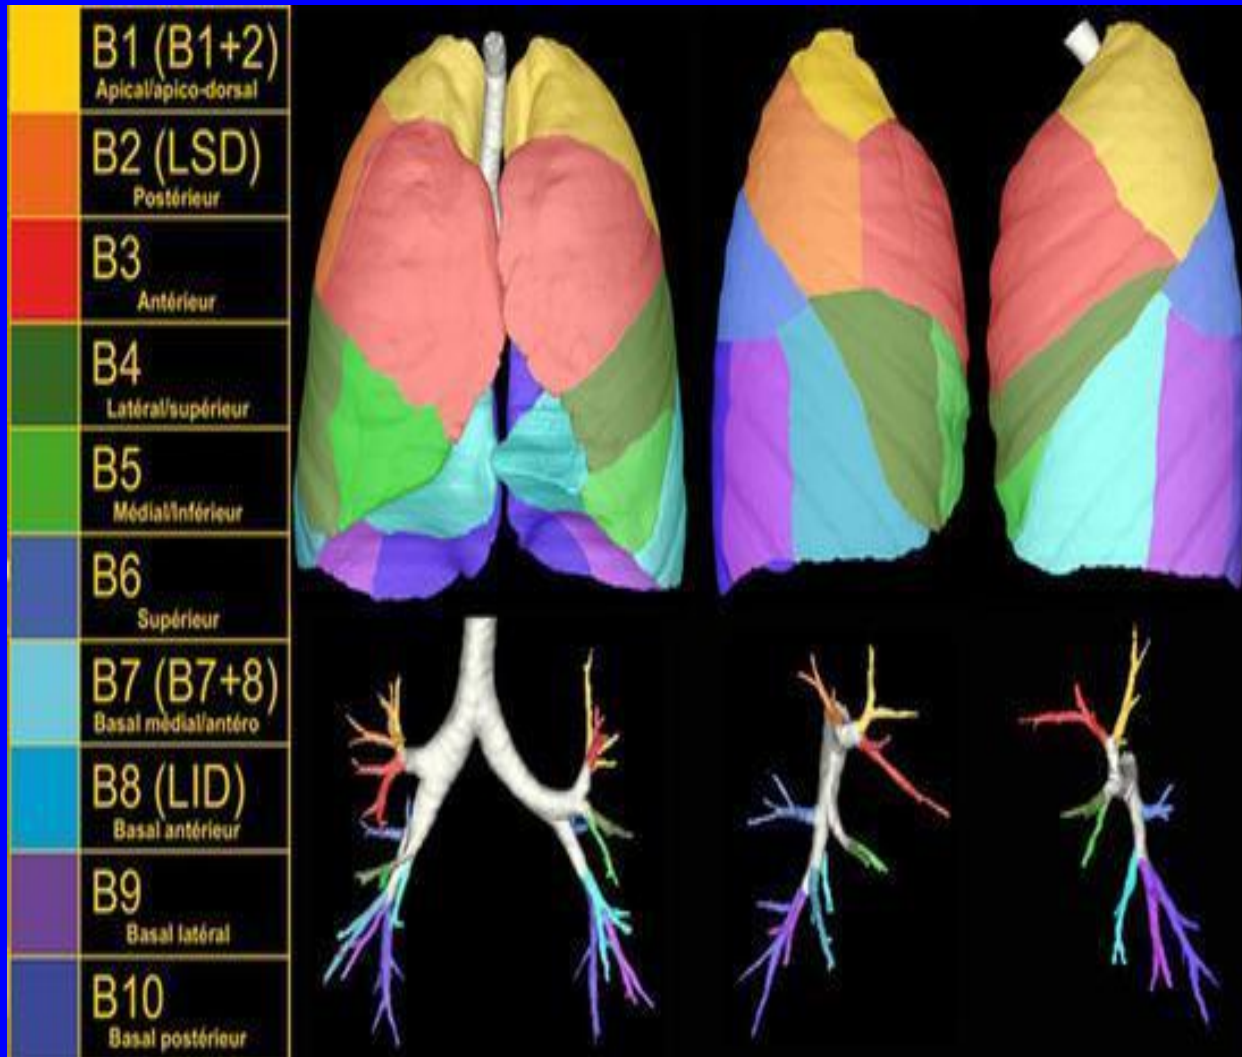 B1 (B1+2)
Apical/apico-dorsal
B2 (LSD)
Postérieur
B3
Antérieur
B4
Latéral/supérieur
B5
Médial/Inférieur
B6
Supérieur
B7 (B7+8)
Basal médial/antéro
B8 (LID)
Basal antérieur
B9
Basal latéral
B10
Basal postérieur